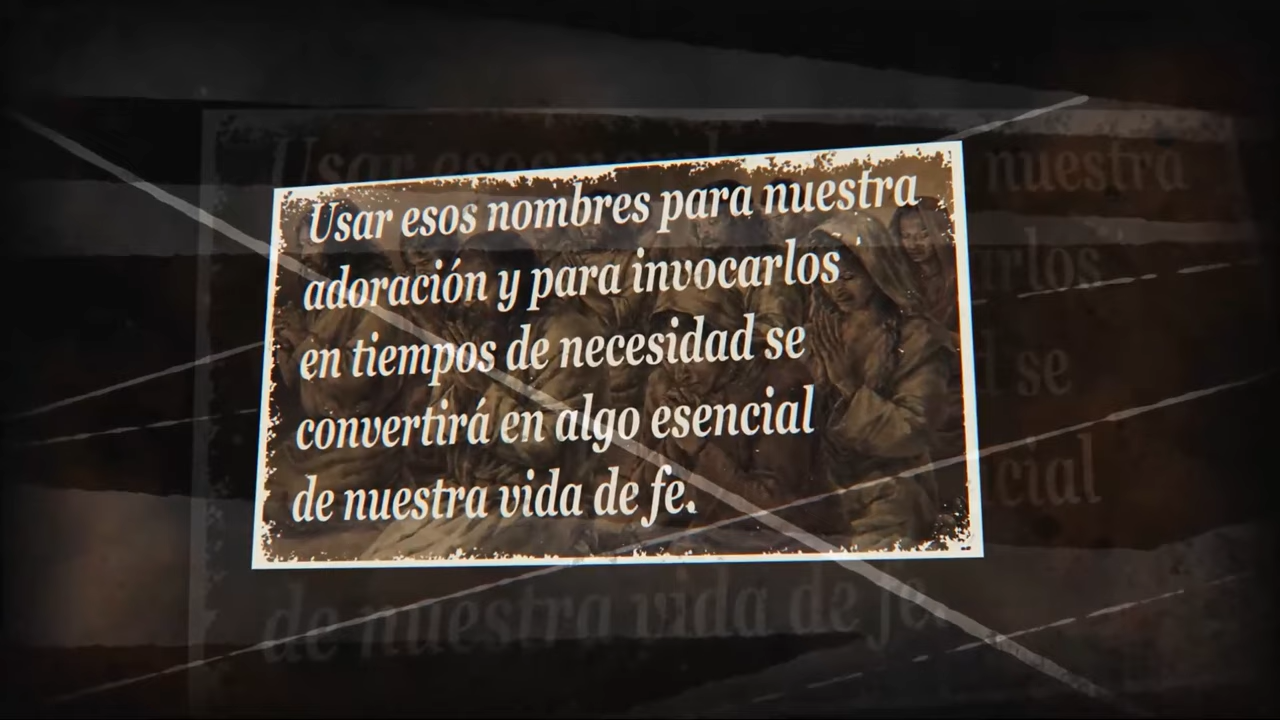 Usar esos nombres para nuestra
adoración y para invocarlos
en tiempos de necesidad se
convertirá en algo esencial
de nuestra vida de fe.